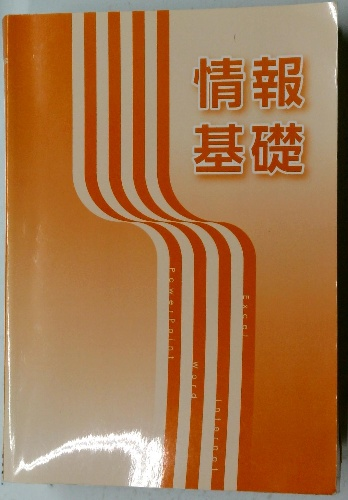 情報
基礎
Excel
PowerPoint
Word
Internet